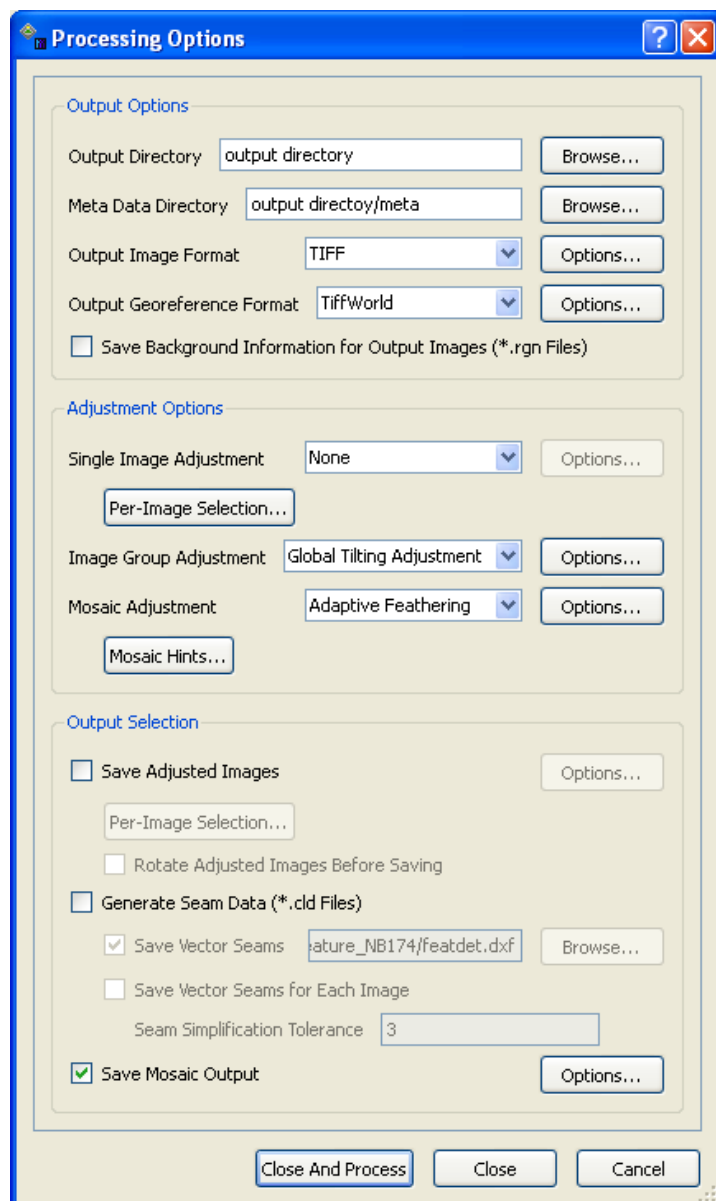 Processing Options
Output Options
Output Directory output directory Browse...
Meta Data Directory output directoy/meta Browse...
Output Image Format TIFF Options...
Output Georeference Format TiffWorld Options...
Save Background Information for Output Images (*.rgn Files)
Adjustment Options
Single Image Adjustment None Options...
Per-Image Selection...
Image Group Adjustment Global Tilting Adjustment Options...
Mosaic Adjustment Adaptive Feathering Options...
Mosaic Hints...
Output Selection
Save Adjusted Images Options...
Per-Image Selection...
Rotate Adjusted Images Before Saving
Generate Seam Data (*.cld Files)
Save Vector Seams eature_NB174/featdet.dxf Browse...
Save Vector Seams for Each Image
Seam Simplification Tolerance 3
Save Mosaic Output Options...
Close And Process Close Cancel